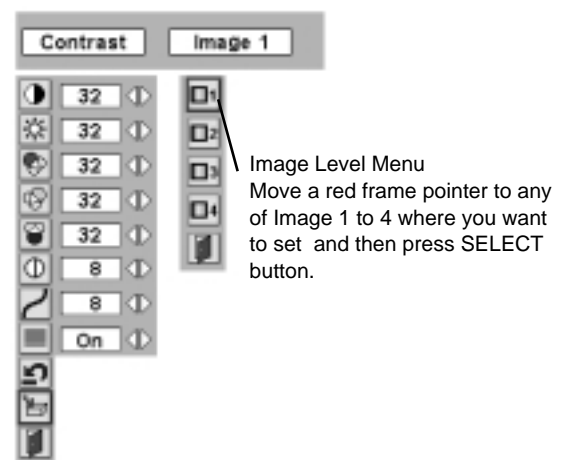 Contrast Image 1
32 1
32 2
32 3
32 4
32
8
8
On
Image Level Menu
Move a red frame pointer to any
of Image 1 to 4 where you want
to set and then press SELECT
button.